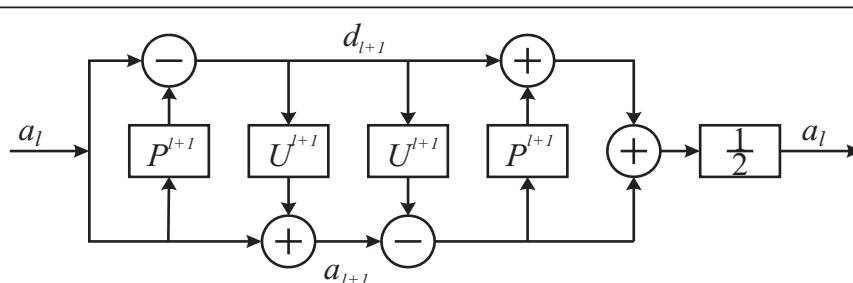 d_{l+1}
− +
a_l P^{l+1} U^{l+1} U^{l+1} P^{l+1} + 1/2 a_l
+ −
a_{l+1}